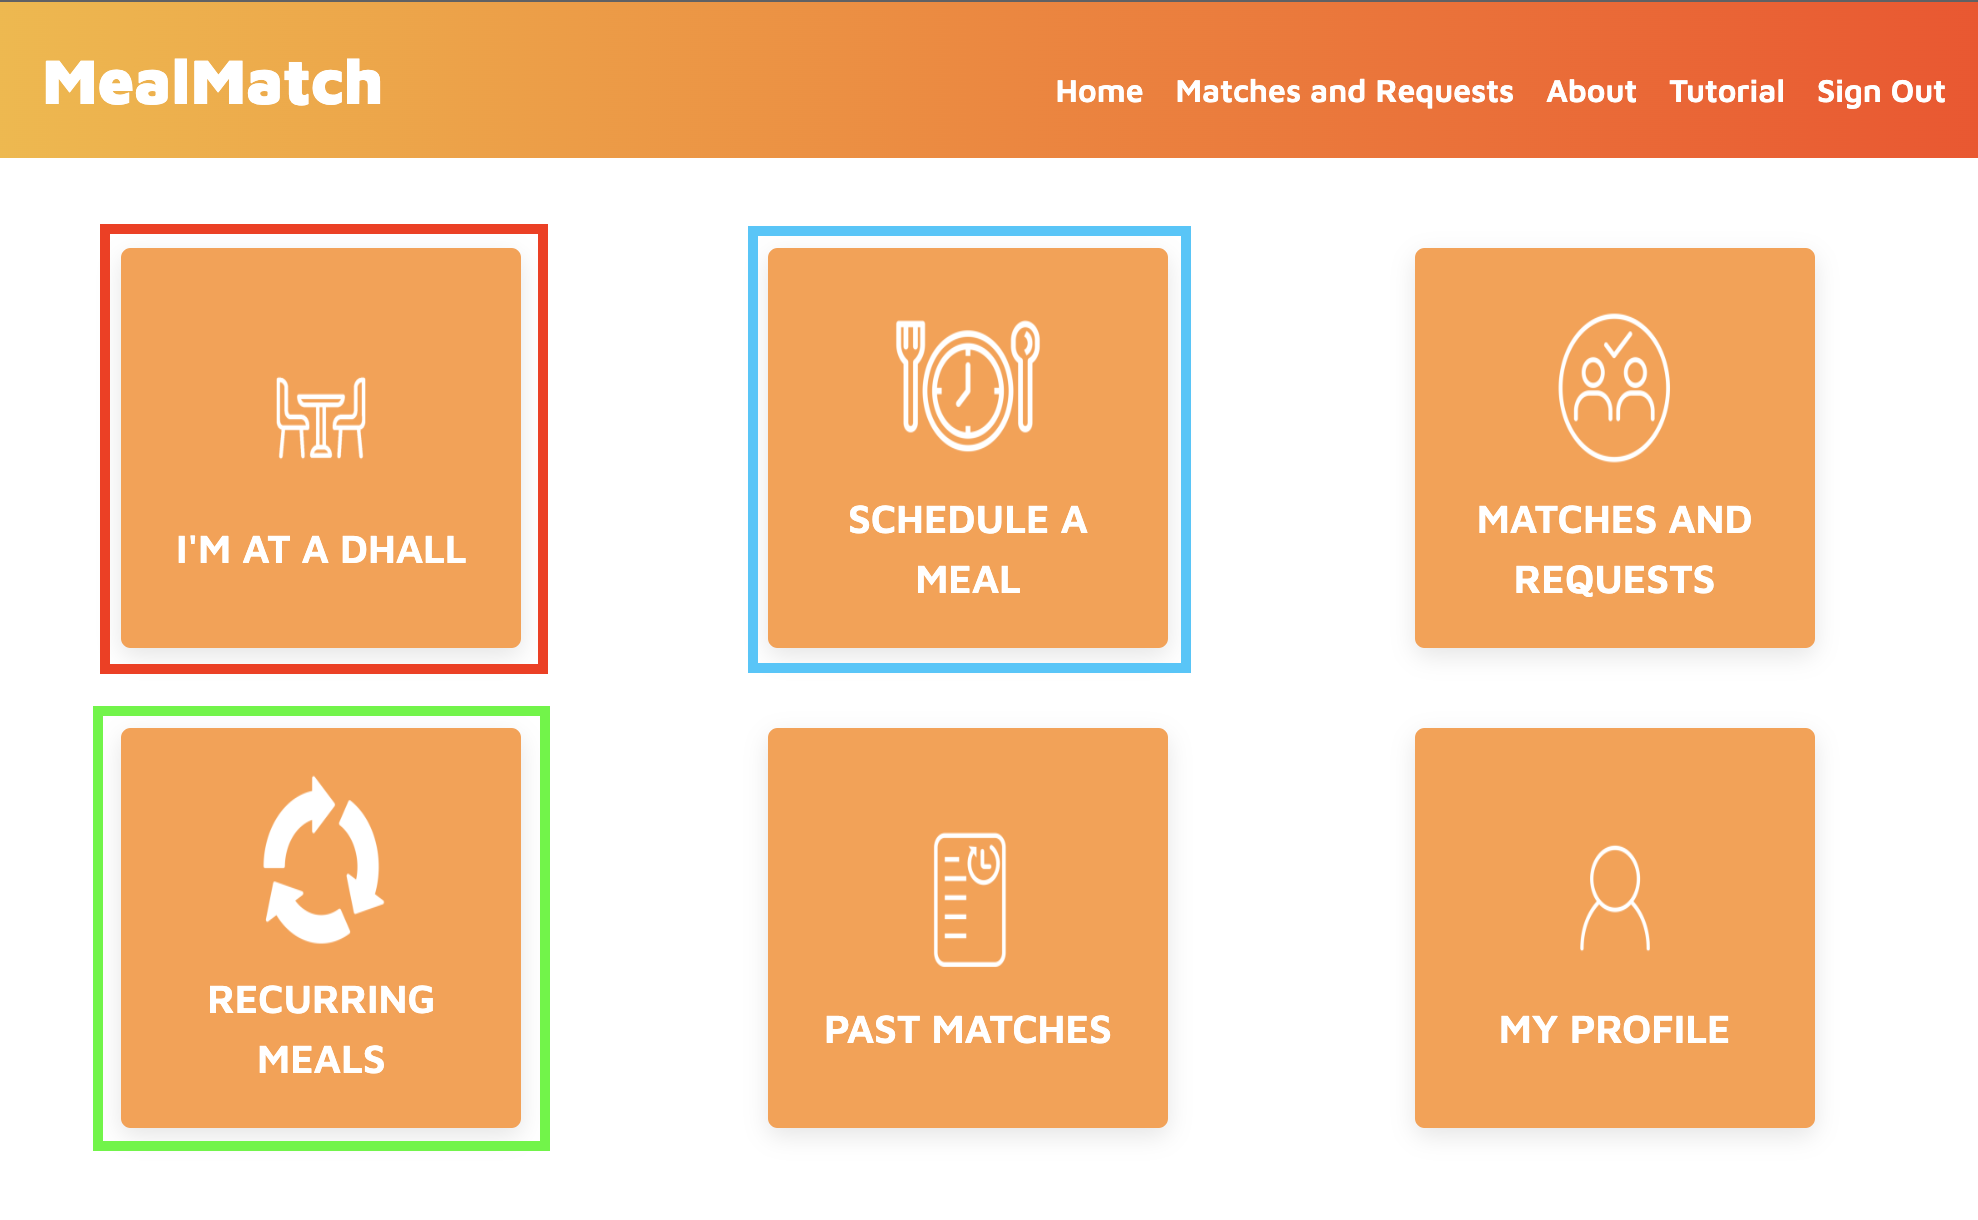 MealMatch
Home Matches and Requests About Tutorial Sign Out
I'M AT A DHALL
SCHEDULE A
MEAL
MATCHES AND
REQUESTS
RECURRING
MEALS
PAST MATCHES
MY PROFILE